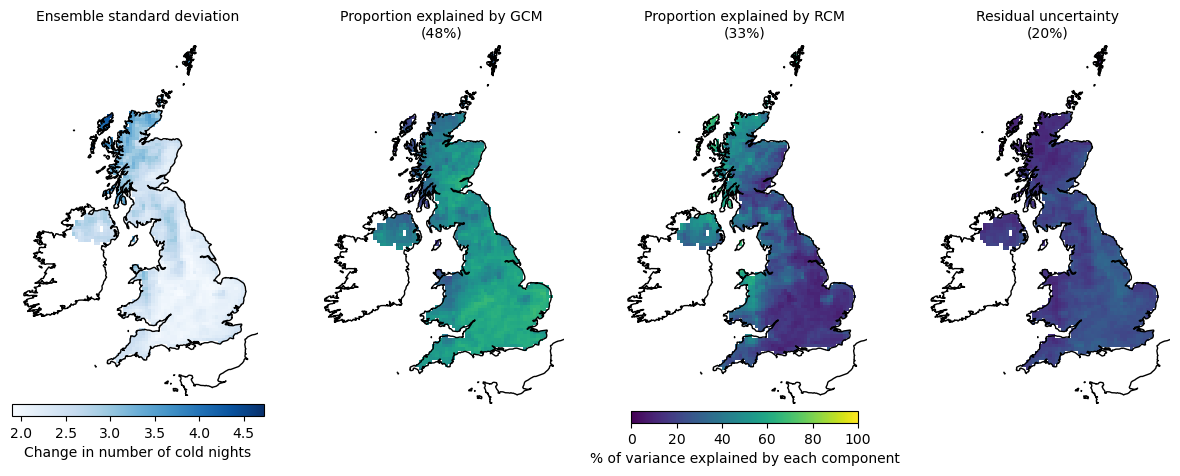 Ensemble standard deviation
Proportion explained by GCM
(48%)
Proportion explained by RCM
(33%)
Residual uncertainty
(20%)
2.0 2.5 3.0 3.5 4.0 4.5
Change in number of cold nights
0 20 40 60 80 100
% of variance explained by each component